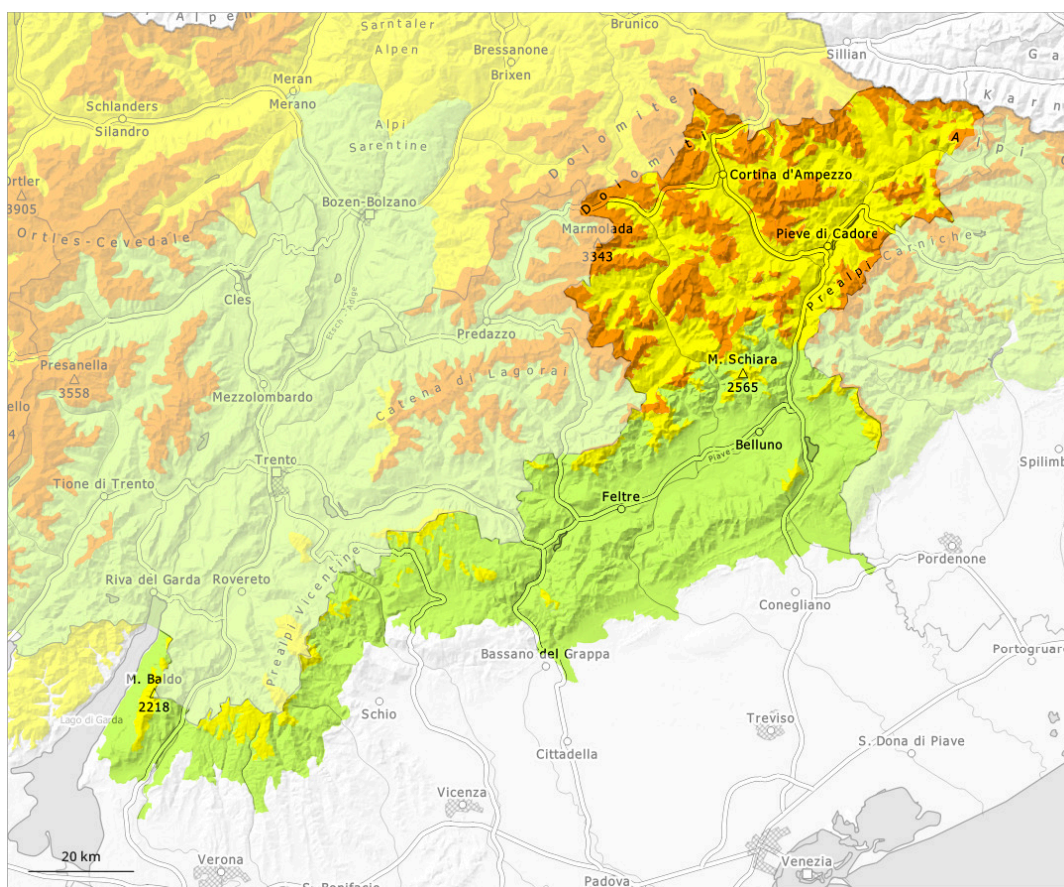 Alpen
Sarntaler
Alpen
Bressanone
Brixen
Brunico
Sillian
Meran
Merano
Schlanders
Silandro
Alpi
Sarentine
Dolomiten
Dolomiti
Cortina d'Ampezzo
Ortler
3905
Bozen-Bolzano
Ortles-Cevedale
Marmolada
3343
Pieve di Cadore
Prealpi Carniche
Cles
Etsch - Adige
Predazzo
Presanella
3558
Catena di Lagorai
M. Schiara
2565
Mezzolombardo
Belluno
Piave
Spilimb
Trento
Tione di Trento
Feltre
Pordenone
Riva del Garda
Rovereto
Prealpi Vicentine
Conegliano
Portogruaro
Bassano del Grappa
M. Baldo
2218
Lago di Garda
Schio
Treviso
Cittadella
S. Dona di Piave
Vicenza
20 km
Verona
S. Bonifacio
Padova
Venezia